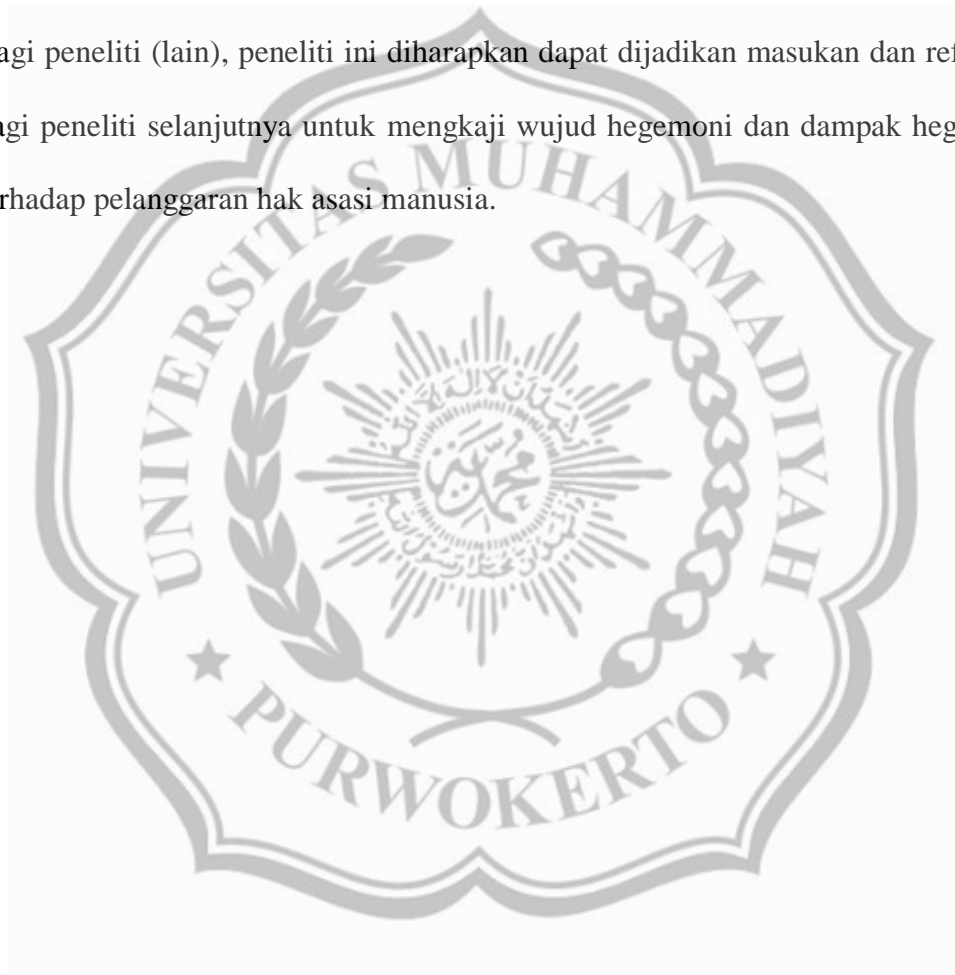 agi peneliti (lain), peneliti ini diharapkan dapat dijadikan masukan dan ref
agi peneliti selanjutnya untuk mengkaji wujud hegemoni dan dampak heg
rhadap pelanggaran hak asasi manusia.
UNIVERSITAS MUHAMMADIYAH
PURWOKERTO